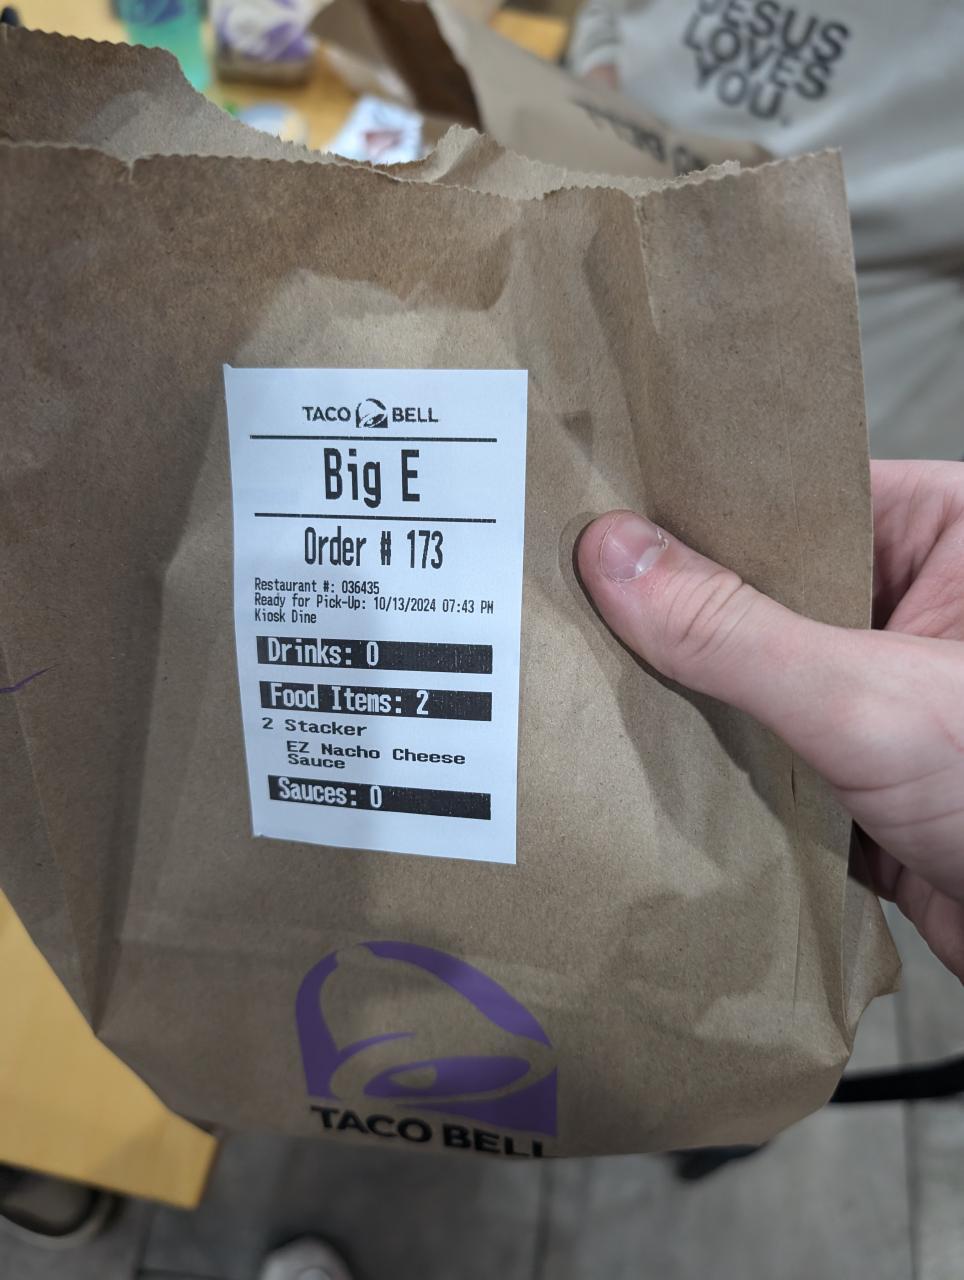 JESUS
LOVES
YOU.
TACO BELL
Big E
Order # 173
Restaurant #: 036435
Ready for Pick-Up: 10/13/2024 07:43 PM
Kiosk Dine
Drinks: 0
Food Items: 2
2 Stacker
EZ Nacho Cheese
Sauce
Sauces: 0
TACO BELL